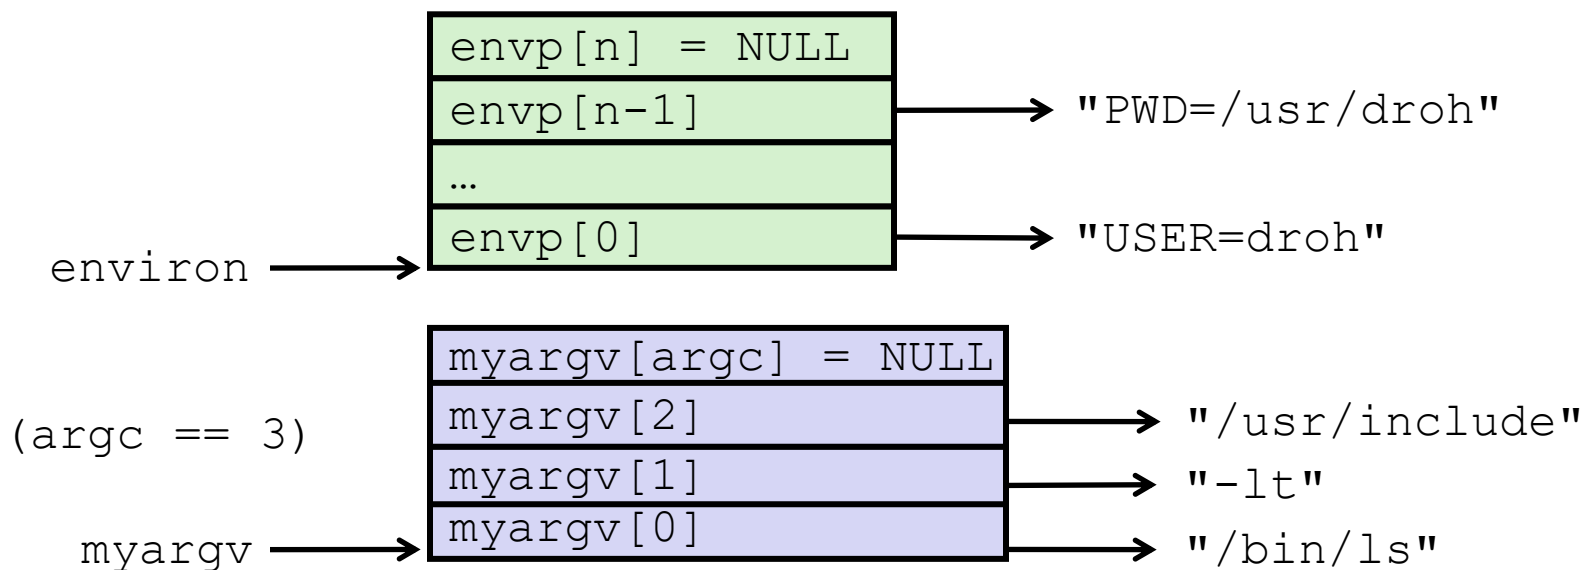 envp[n] = NULL
envp[n-1]
"PWD=/usr/droh"
…
envp[0]
"USER=droh"
environ
myargv[argc] = NULL
myargv[2]
"/usr/include"
(argc == 3)
myargv[1]
"-lt"
myargv[0]
"/bin/ls"
myargv